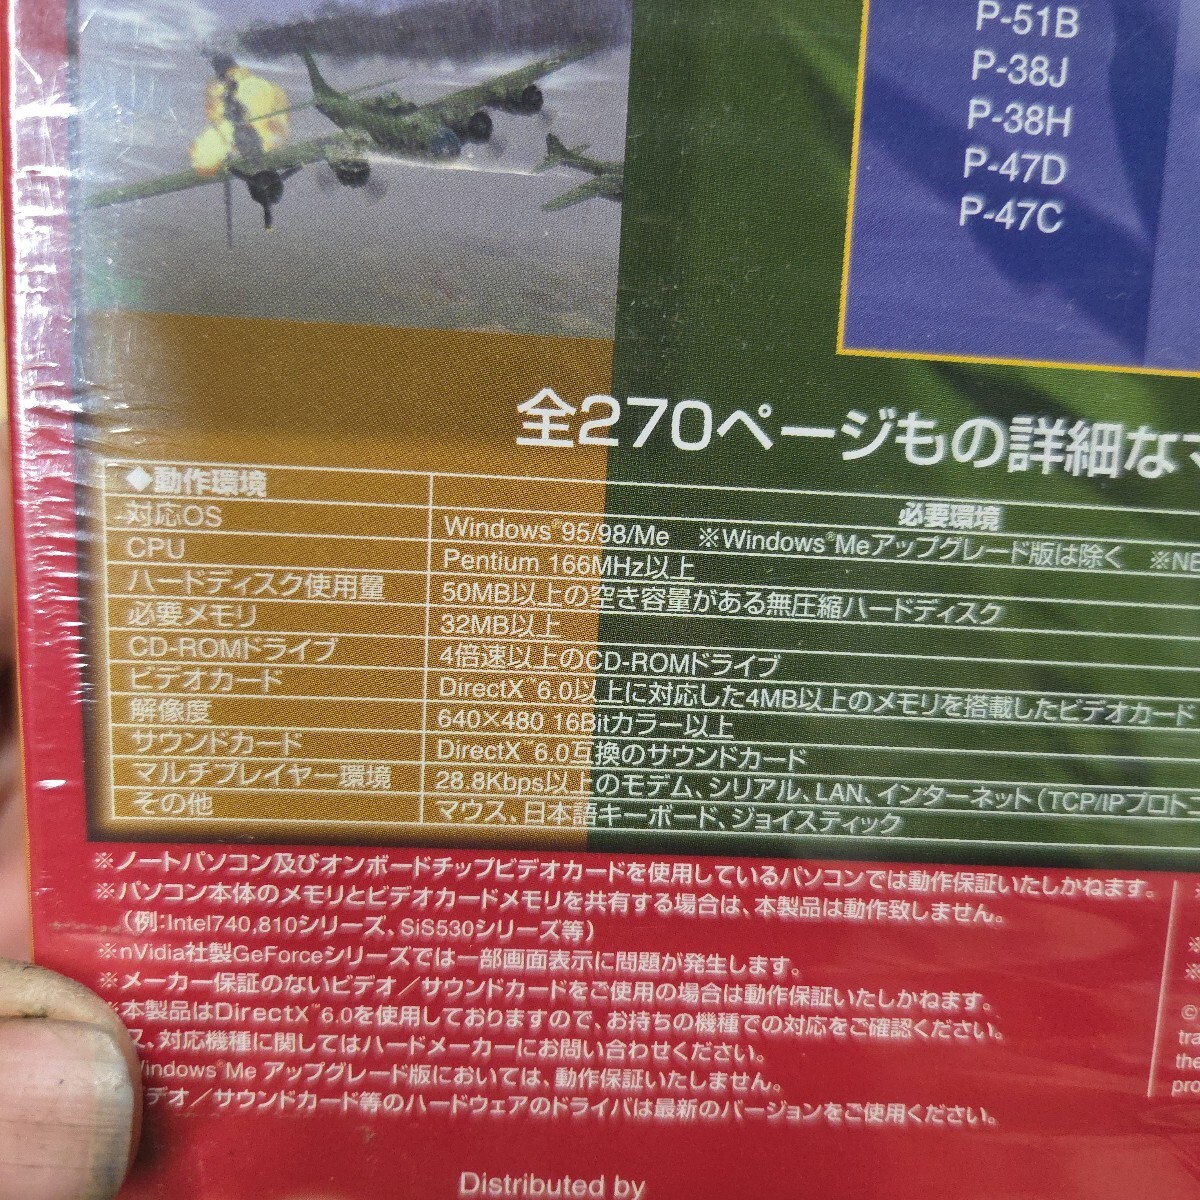 P-51B
P-38J
P-38H
P-47D
P-47C
全270ページもの詳細な
◆動作環境
必要環境
対応OS
Windows®95/98/Me ※Windows®Meアップグレード版は除く ※NE
CPU
Pentium 166MHz以上
ハードディスク使用量
50MB以上の空き容量がある無圧縮ハードディスク
必要メモリ
32MB以上
CD-ROMドライブ
4倍速以上のCD-ROMドライブ
ビデオカード
DirectX™6.0以上に対応した4MB以上のメモリを搭載したビデオカード
解像度
640×480 16Bitカラー以上
サウンドカード
DirectX™6.0互換のサウンドカード
マルチプレイヤー環境
28.8Kbps以上のモデム、シリアル、LAN、インターネット(TCP/IPプロト
その他
マウス、日本語キーボード、ジョイスティック
※ノートパソコン及びオンボードチップビデオカードを使用しているパソコンでは動作保証いたしかねます。
※パソコン本体のメモリとビデオカードメモリを共有する場合は、本製品は動作致しません。
(例:Intel740,810シリーズ、SiS530シリーズ等)
※nVidia社製GeForceシリーズでは一部画面表示に問題が発生します。
※メーカー保証のないビデオ/サウンドカードをご使用の場合は動作保証いたしかねます。
※本製品はDirectX™6.0を使用しておりますので、お持ちの機種での対応をご確認ください。
又、対応機種に関してはハードメーカーにお問い合わせください。
Windows®Me アップグレード版においては、動作保証いたしません。
デオ/サウンドカード等のハードウェアのドライバは最新のバージョンをご使用ください。
※
※
©
tra
the
pro
Distributed by